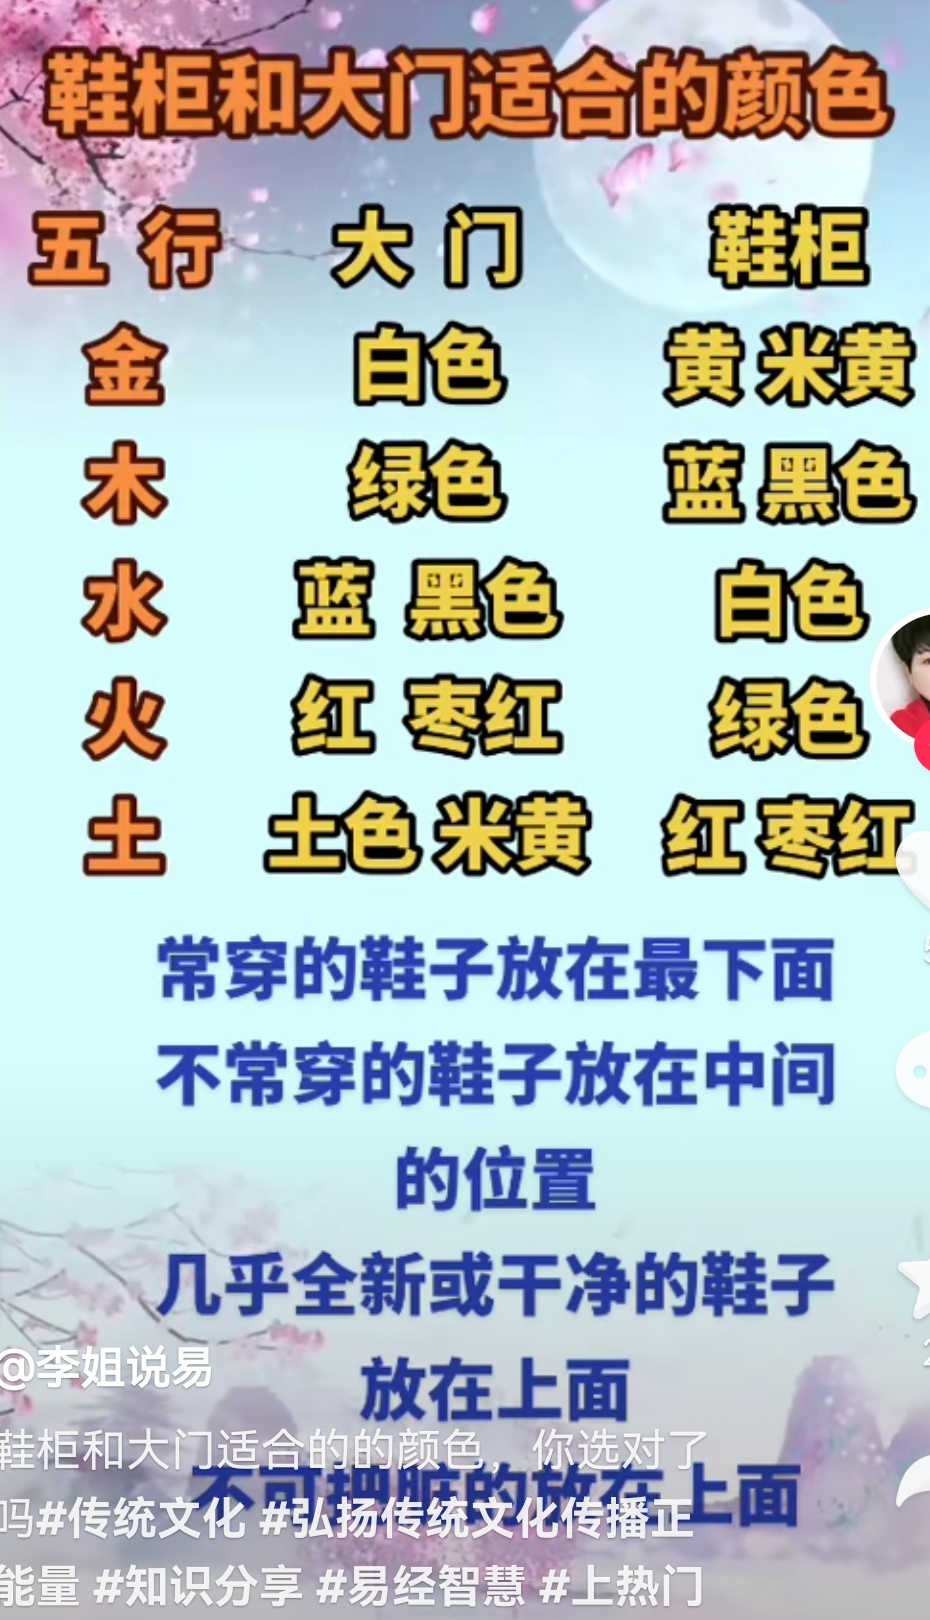 鞋柜和大门适合的颜色
五 行 大 门 鞋柜
金 白色 黄 米黄
木 绿色 蓝 黑色
水 蓝 黑色 白色
火 红 枣红 绿色
土 土色 米黄 红 枣红
常穿的鞋子放在最下面
不常穿的鞋子放在中间
的位置
几乎全新或干净的鞋子
放在上面
不可把脏的放在上面
@李姐说易
鞋柜和大门适合的的颜色，你选对了
吗#传统文化 #弘扬传统文化传播正
能量 #知识分享 #易经智慧 #上热门